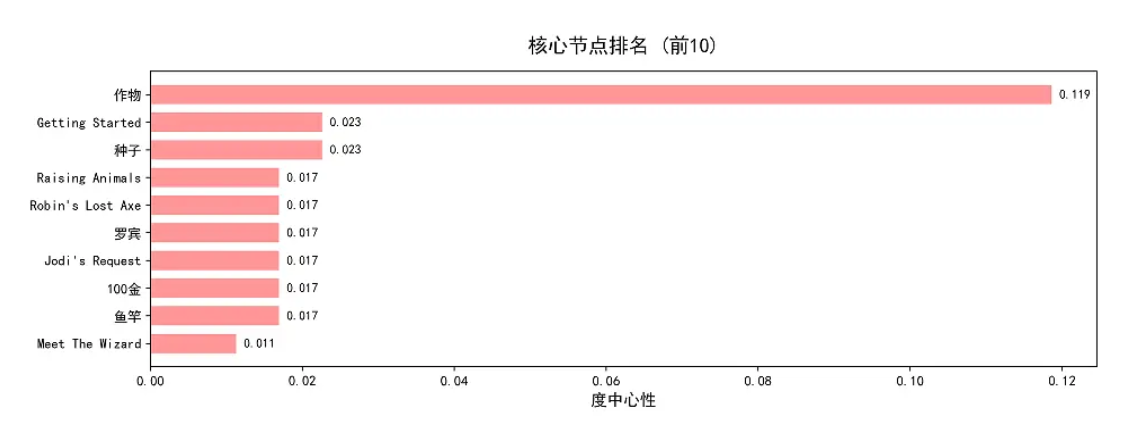 核心节点排名 (前10)
作物 0.119
Getting Started 0.023
种子 0.023
Raising Animals 0.017
Robin's Lost Axe 0.017
罗宾 0.017
Jodi's Request 0.017
100金 0.017
鱼竿 0.017
Meet The Wizard 0.011
0.00 0.02 0.04 0.06 0.08 0.10 0.12
度中心性